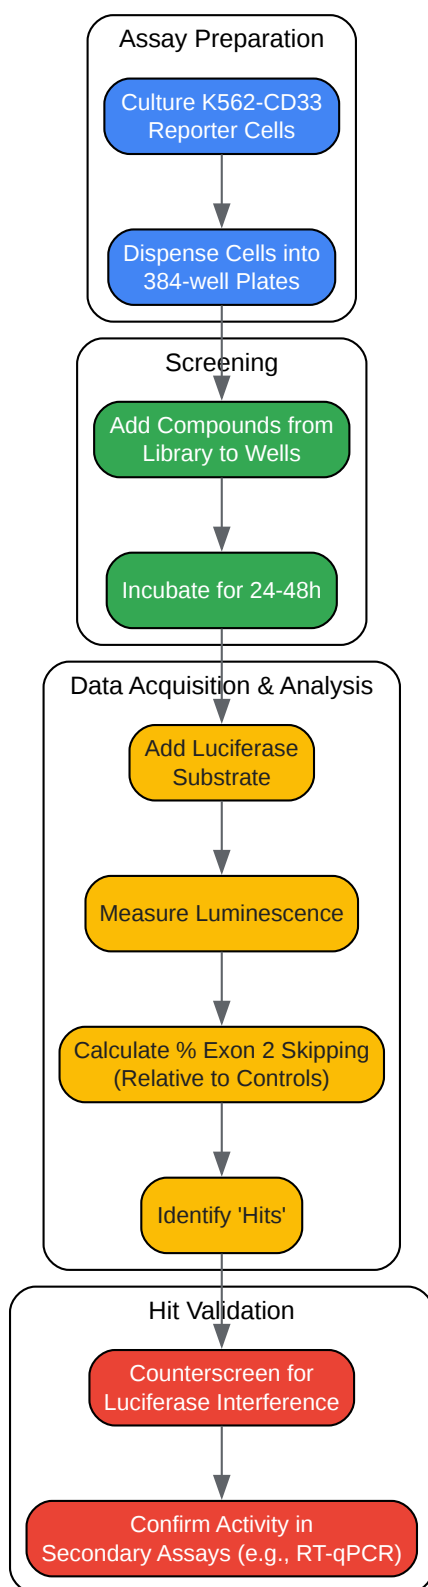 Assay Preparation
Culture K562-CD33
Reporter Cells
Dispense Cells into
384-well Plates
Screening
Add Compounds from
Library to Wells
Incubate for 24-48h
Data Acquisition & Analysis
Add Luciferase
Substrate
Measure Luminescence
Calculate % Exon 2 Skipping
(Relative to Controls)
Identify 'Hits'
Hit Validation
Counterscreen for
Luciferase Interference
Confirm Activity in
Secondary Assays (e.g., RT-qPCR)